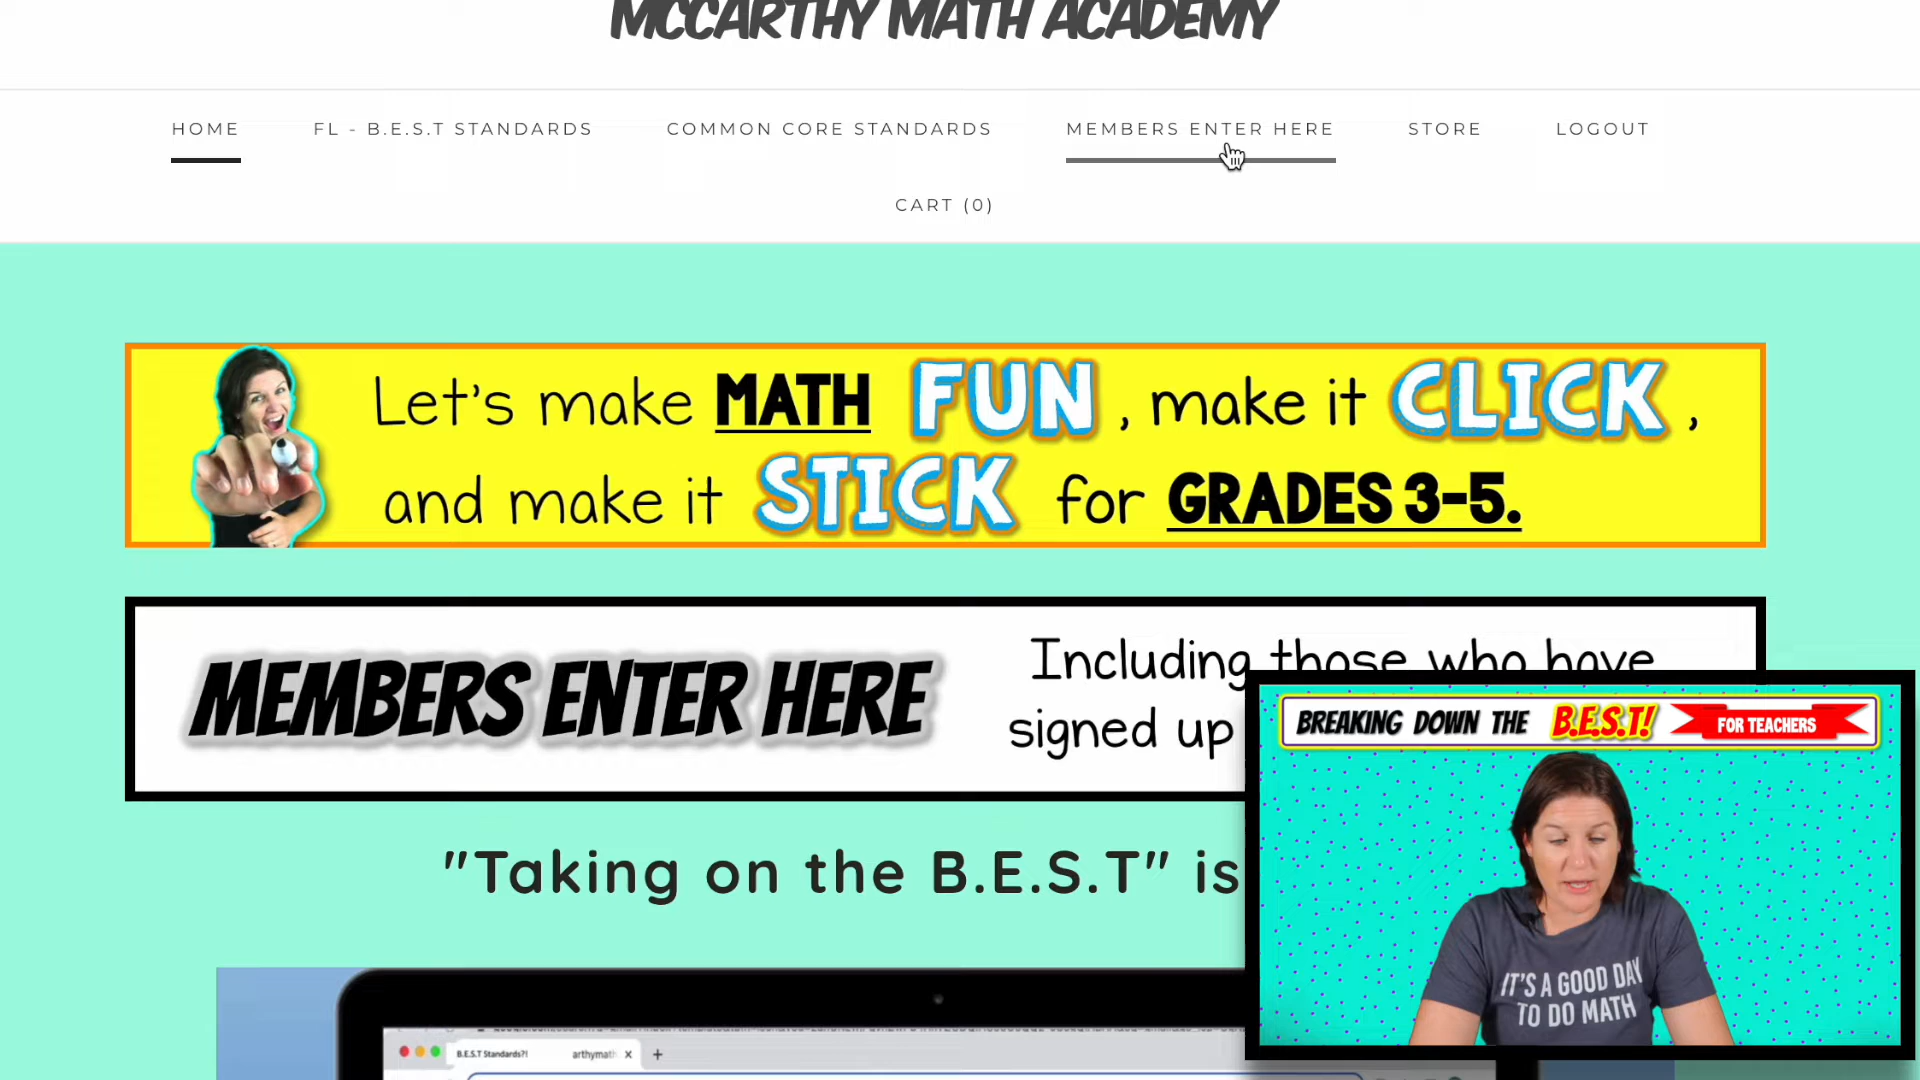 MCCARTHY MATH ACADEMY
HOME FL - B.E.S.T STANDARDS COMMON CORE STANDARDS MEMBERS ENTER HERE STORE LOGOUT
CART (0)
Let's make MATH FUN, make it CLICK,
and make it STICK for GRADES 3-5.
MEMBERS ENTER HERE
Including those who have
signed up
"Taking on the B.E.S.T" is
BREAKING DOWN THE B.E.S.T! FOR TEACHERS
IT'S A GOOD DAY
TO DO MATH
B.E.S.T Standards?! arthymath